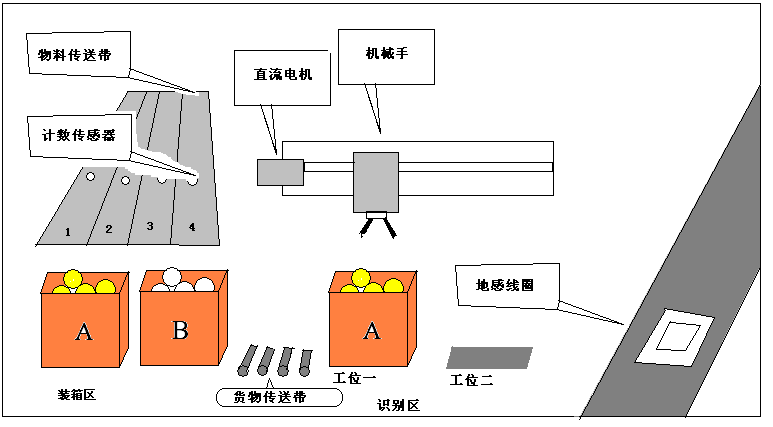 物料传送带
机械手
直流电机
计数传感器
1 2 3 4
地感线圈
A B A
工位一
工位二
货物传送带
装箱区
识别区